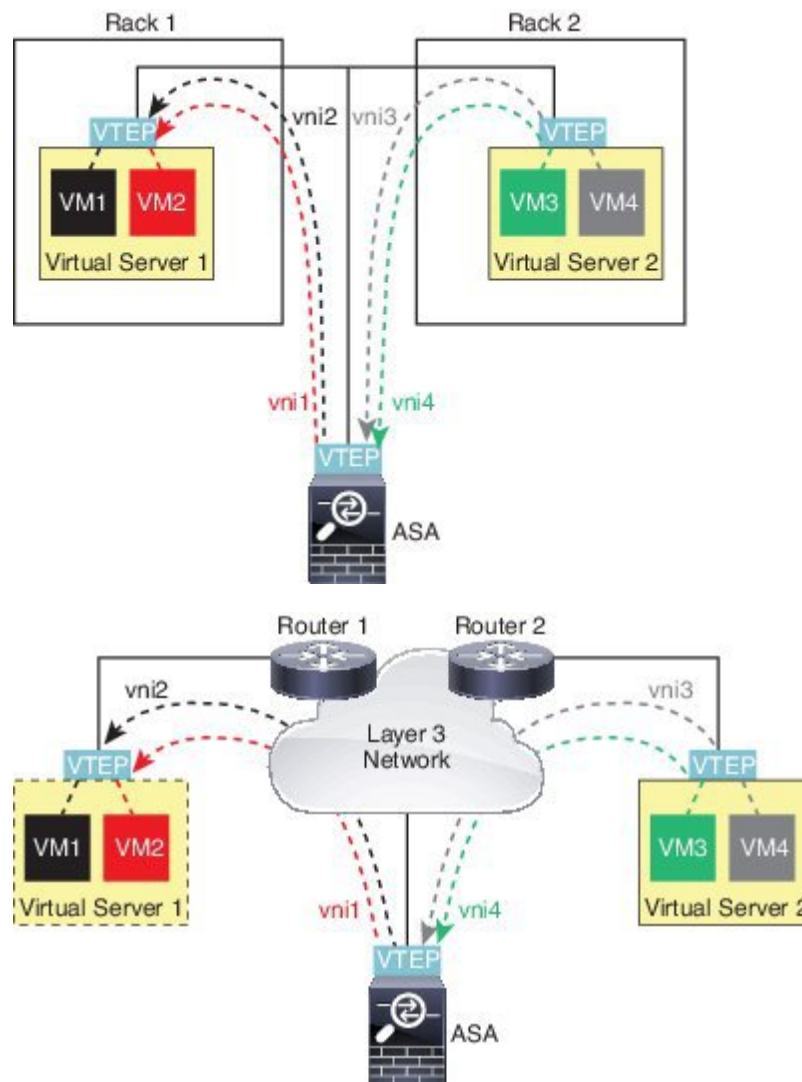 Rack 1
Rack 2
vni2
vni3
VTEP
VTEP
VM1
VM2
VM3
VM4
Virtual Server 1
Virtual Server 2
vni1
vni4
VTEP
ASA
Router 1
Router 2
vni2
vni3
Layer 3
Network
VTEP
VTEP
VM1
VM2
VM3
VM4
Virtual Server 1
Virtual Server 2
vni1
vni4
VTEP
ASA